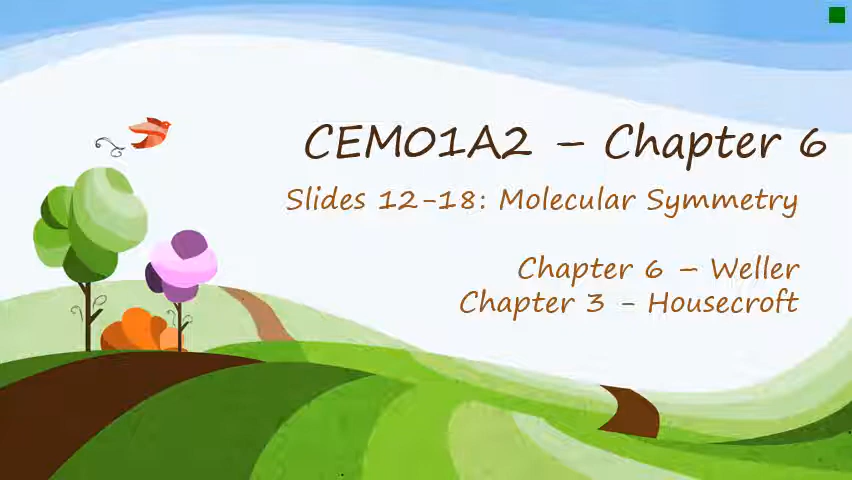 CEM01A2 – Chapter 6
Slides 12-18: Molecular Symmetry
Chapter 6 – Weller
Chapter 3 - Housecroft